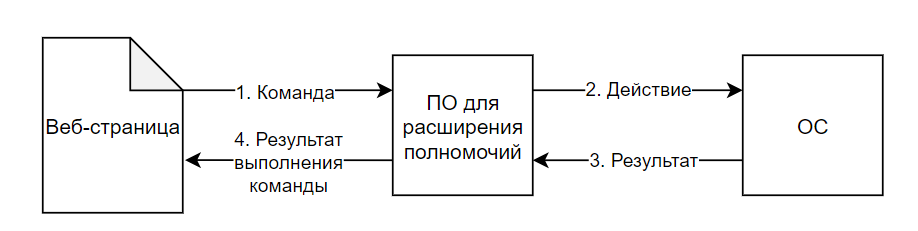 Веб-страница
1. Команда
4. Результат
выполнения
команды
ПО для
расширения
полномочий
2. Действие
3. Результат
ОС